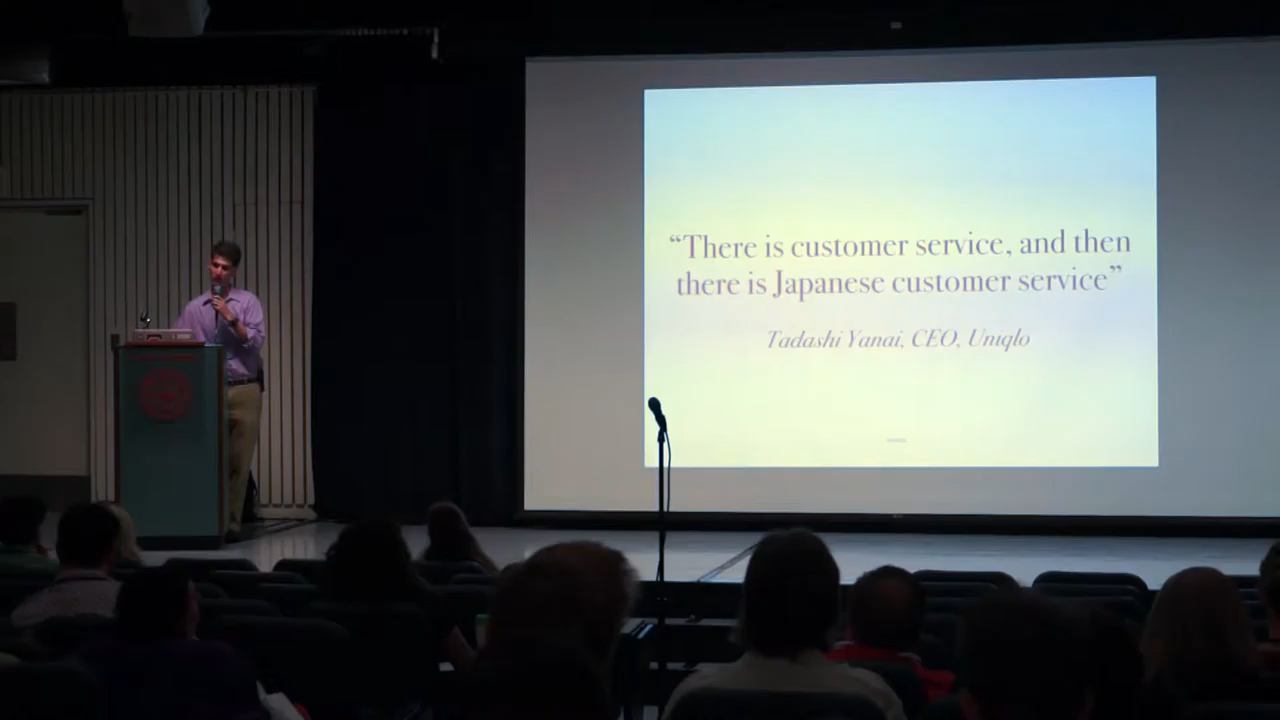 “There is customer service, and then
there is Japanese customer service”
Tadashi Yanai, CEO, Uniqlo